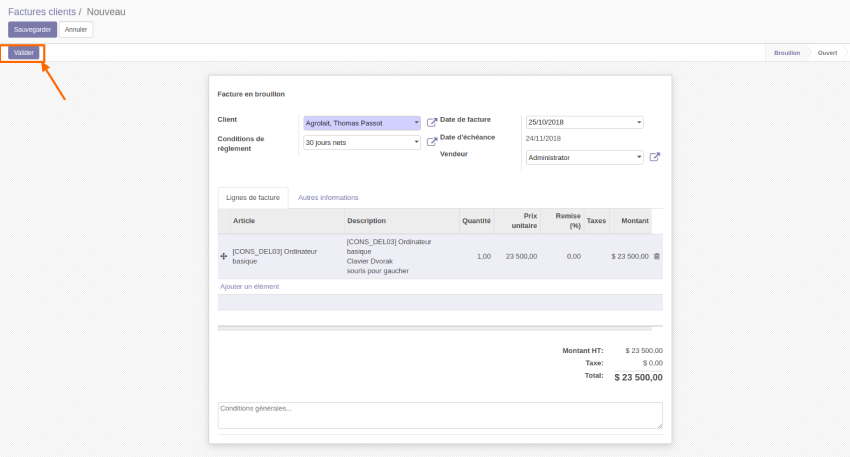 Factures clients / Nouveau
Sauvegarder Annuler
Valider Brouillon Ouvert
Facture en brouillon
Client Agrolait, Thomas Passot Date de facture 25/10/2018
Conditions de règlement 30 jours nets Date d'échéance 24/11/2018
Vendeur Administrator
Lignes de facture Autres informations
Article Description Quantité Prix unitaire Remise (%) Taxes Montant
[CONS_DEL03] Ordinateur basique
[CONS_DEL03] Ordinateur
basique
Clavier Dvorak
souris pour gaucher
1,00 23 500,00 0,00 $ 23 500,00
Ajouter un élément
Montant HT: $ 23 500,00
Taxe: $ 0,00
Total: $ 23 500,00
Conditions générales...